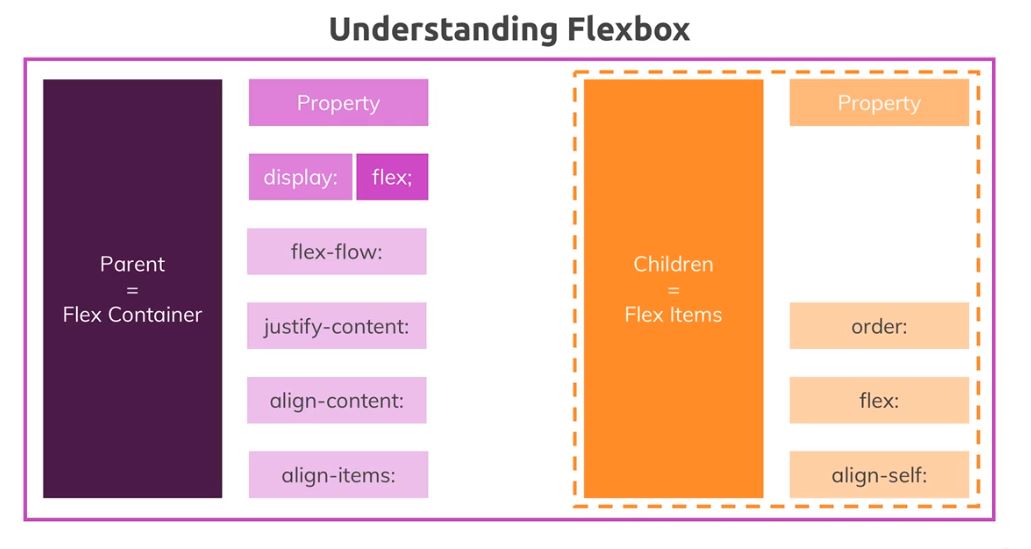 Understanding Flexbox
Parent
=
Flex Container
Property
display: flex;
flex-flow:
justify-content:
align-content:
align-items:
Children
=
Flex Items
Property
order:
flex:
align-self: